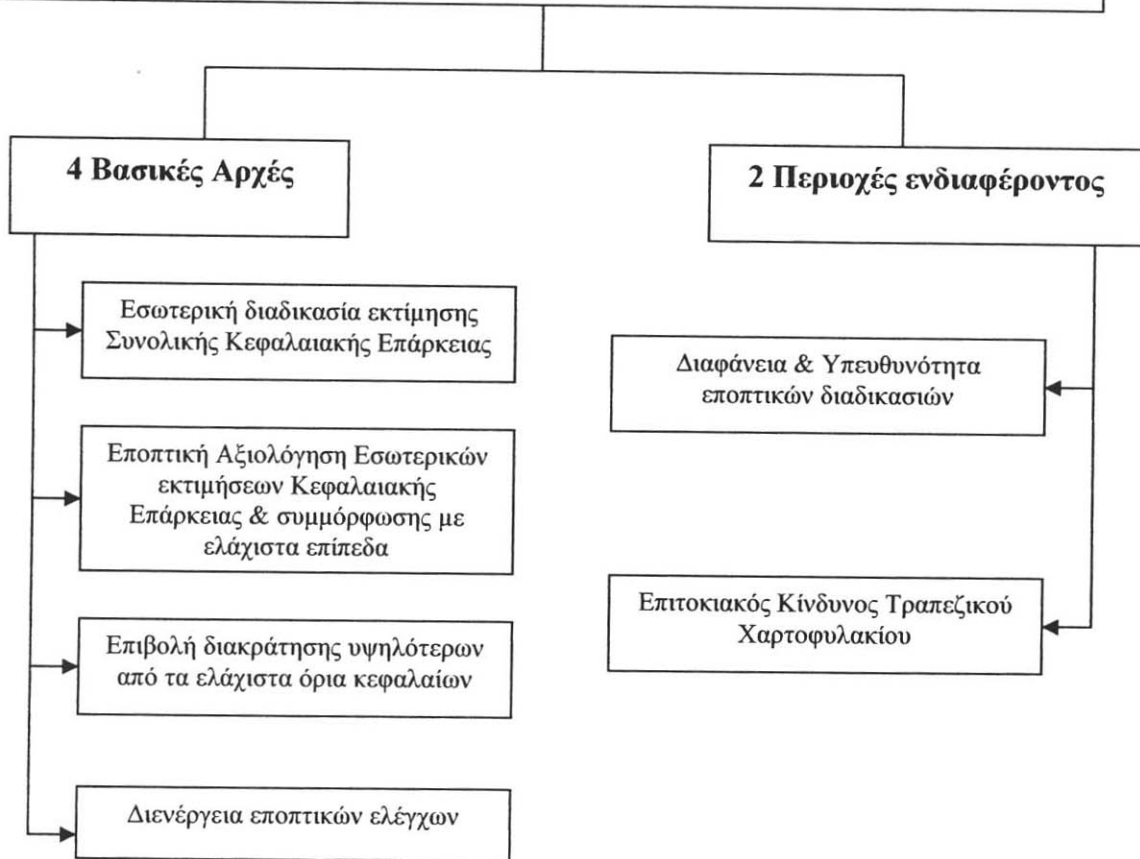 4 Βασικές Αρχές
Εσωτερική διαδικασία εκτίμησης
Συνολικής Κεφαλαιακής Επάρκειας
Εποπτική Αξιολόγηση Εσωτερικών
εκτιμήσεων Κεφαλαιακής
Επάρκειας & συμμόρφωσης με
ελάχιστα επίπεδα
Επιβολή διακράτησης υψηλότερων
από τα ελάχιστα όρια κεφαλαίων
Διενέργεια εποπτικών ελέγχων
2 Περιοχές ενδιαφέροντος
Διαφάνεια & Υπευθυνότητα
εποπτικών διαδικασιών
Επιτοκιακός Κίνδυνος Τραπεζικού
Χαρτοφυλακίου